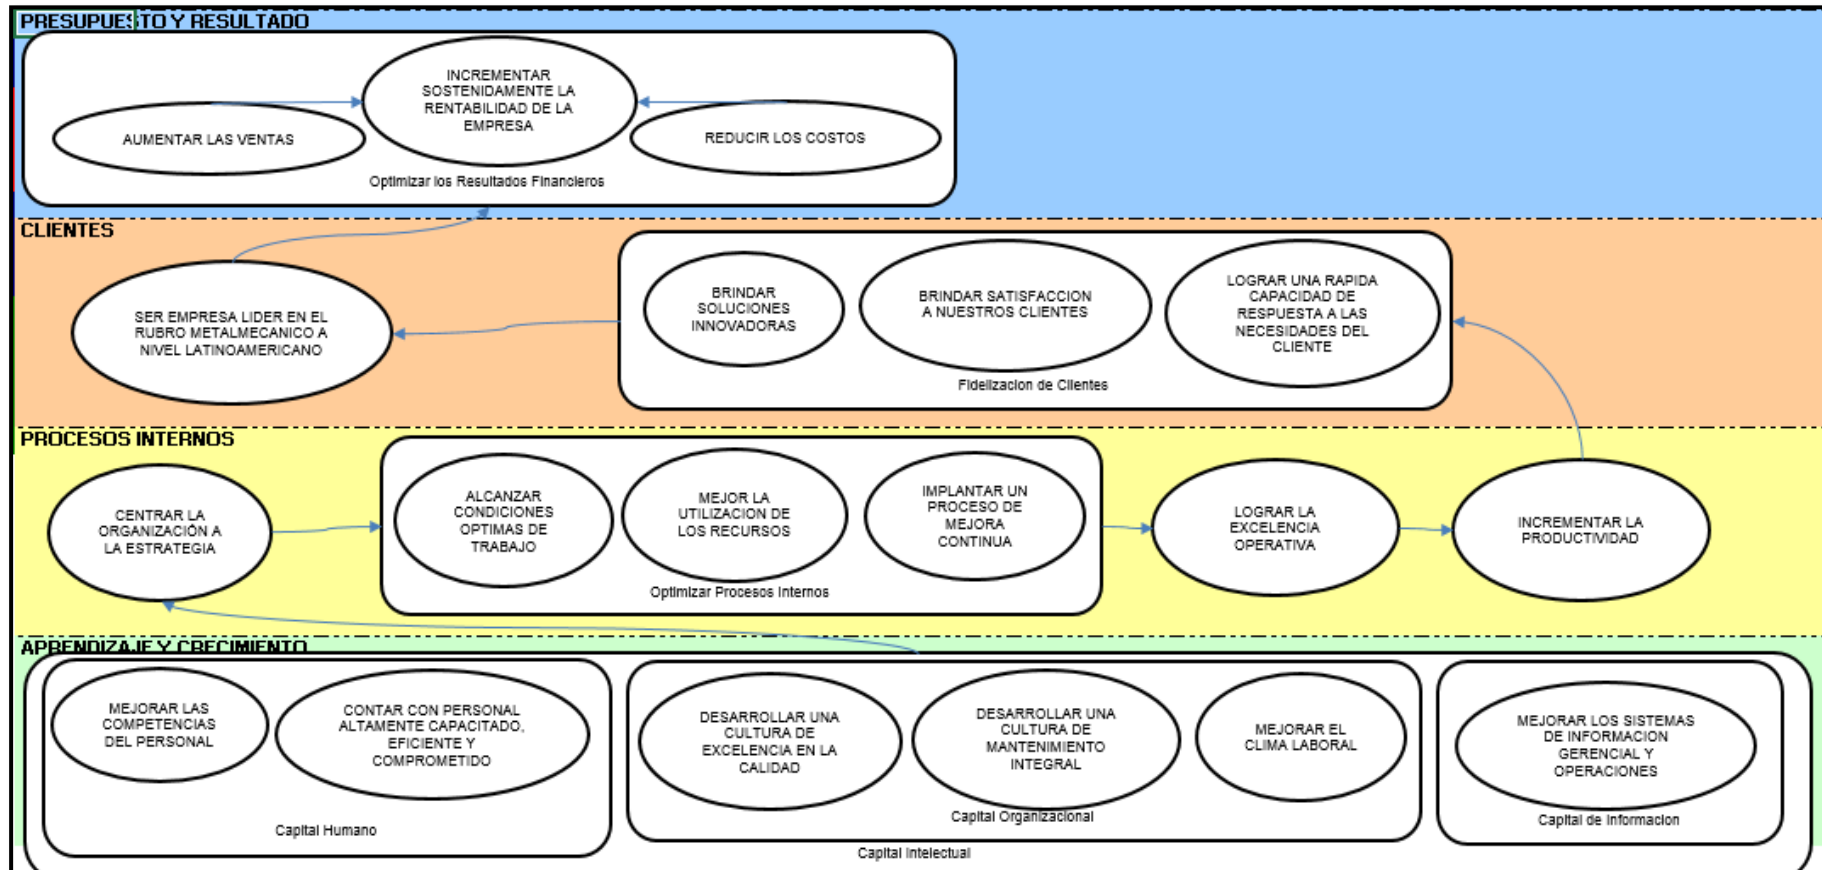 PRESUPUESTO Y RESULTADO
INCREMENTAR
SOSTENIDAMENTE LA
RENTABILIDAD DE LA
EMPRESA
AUMENTAR LAS VENTAS
REDUCIR LOS COSTOS
Optimizar los Resultados Financieros
CLIENTES
SER EMPRESA LIDER EN EL
RUBRO METALMECANICO A
NIVEL LATINOAMERICANO
BRINDAR
SOLUCIONES
INNOVADORAS
BRINDAR SATISFACCION
A NUESTROS CLIENTES
LOGRAR UNA RAPIDA
CAPACIDAD DE
RESPUESTA A LAS
NECESIDADES DEL
CLIENTE
Fidelizacion de Clientes
PROCESOS INTERNOS
CENTRAR LA
ORGANIZACIÓN A
LA ESTRATEGIA
ALCANZAR
CONDICIONES
OPTIMAS DE
TRABAJO
MEJOR LA
UTILIZACION DE
LOS RECURSOS
IMPLANTAR UN
PROCESO DE
MEJORA
CONTINUA
Optimizar Procesos Internos
LOGRAR LA
EXCELENCIA
OPERATIVA
INCREMENTAR LA
PRODUCTIVIDAD
APRENDIZAJE Y CRECIMIENTO
MEJORAR LAS
COMPETENCIAS
DEL PERSONAL
CONTAR CON PERSONAL
ALTAMENTE CAPACITADO,
EFICIENTE Y
COMPROMETIDO
Capital Humano
DESARROLLAR UNA
CULTURA DE
EXCELENCIA EN LA
CALIDAD
DESARROLLAR UNA
CULTURA DE
MANTENIMIENTO
INTEGRAL
MEJORAR EL
CLIMA LABORAL
Capital Organizacional
MEJORAR LOS SISTEMAS
DE INFORMACION
GERENCIAL Y
OPERACIONES
Capital de Informacion
Capital Intelectual